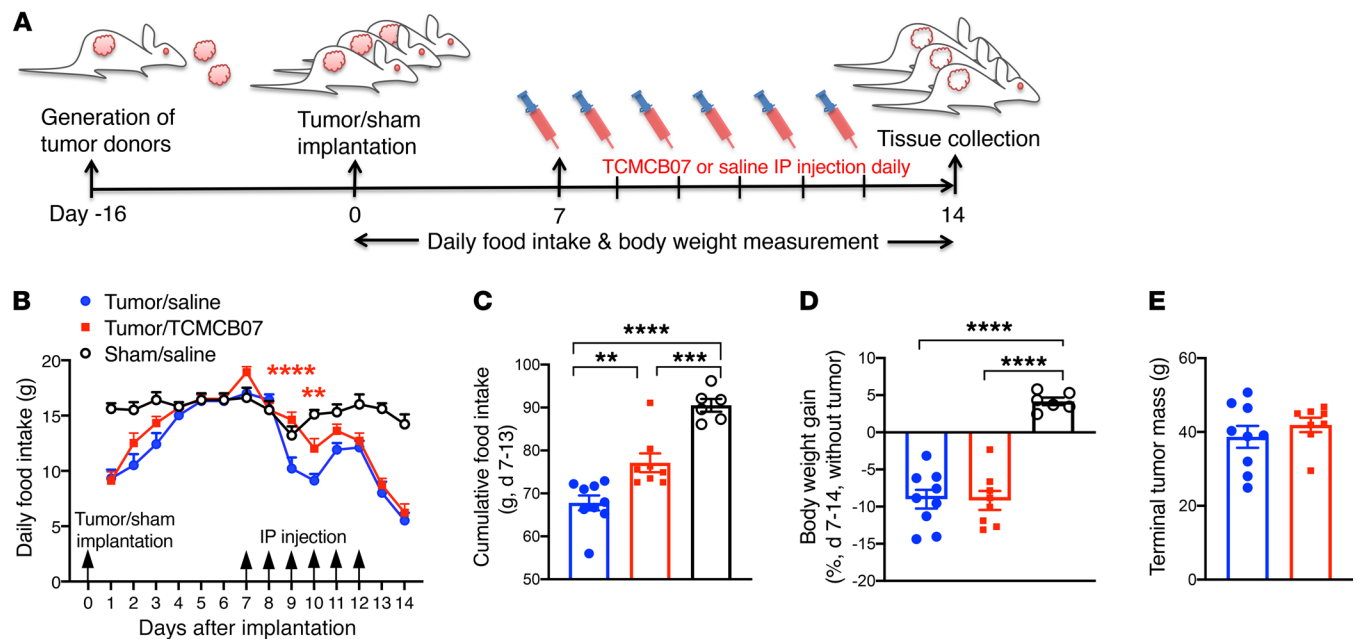 A
Generation of
tumor donors
Tumor/sham
implantation
Tissue collection
TCMCB07 or saline IP injection daily
Day -16
0
7
14
Daily food intake & body weight measurement
B
Tumor/saline
Tumor/TCMCB07
Sham/saline
Daily food intake (g)
20
15
10
5
0
****
**
Tumor/sham
implantation
IP injection
0 1 2 3 4 5 6 7 8 9 10 11 12 13 14
Days after implantation
C
Cumulative food intake
(g, d 7-13)
100
90
80
70
60
50
****
**
***
D
Body weight gain
(%, d 7-14, without tumor)
10
5
0
-5
-10
-15
-20
****
****
E
Terminal tumor mass (g)
60
40
20
0